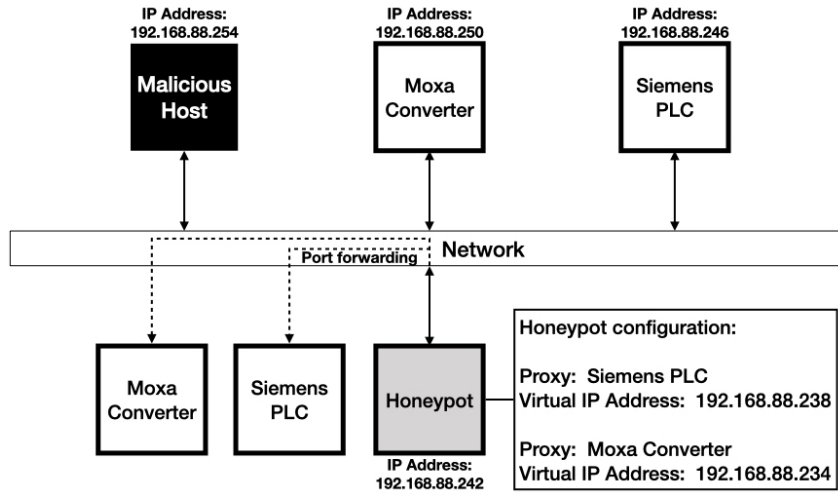 IP Address:
192.168.88.254
IP Address:
192.168.88.250
IP Address:
192.168.88.246
Malicious
Host
Moxa
Converter
Siemens
PLC
Network
Port forwarding
Moxa
Converter
Siemens
PLC
Honeypot
IP Address:
192.168.88.242
Honeypot configuration:
Proxy: Siemens PLC
Virtual IP Address: 192.168.88.238
Proxy: Moxa Converter
Virtual IP Address: 192.168.88.234